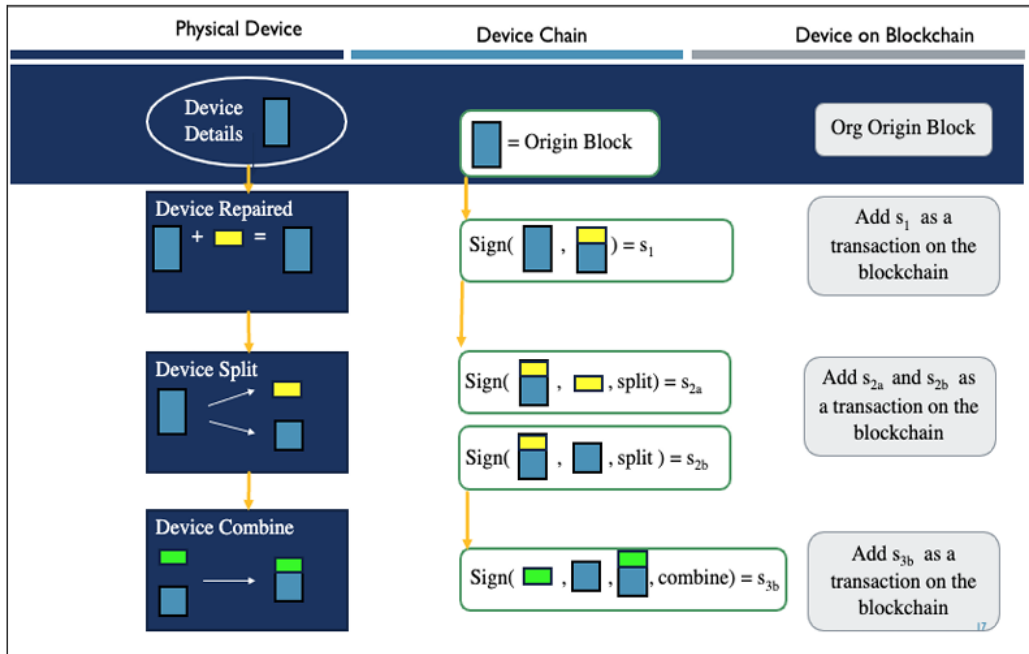 Physical Device
Device Chain
Device on Blockchain
Device
Details
= Origin Block
Org Origin Block
Device Repaired
+ =
Sign( , ) = s₁
Add s₁ as a
transaction on the
blockchain
Device Split
Sign( , , split) = s₂ₐ
Sign( , , split ) = s2b
Add s₂ₐ and s2b as
a transaction on the
blockchain
Device Combine
Sign( , , , combine) = s3b
Add s3b as a
transaction on the
blockchain
17